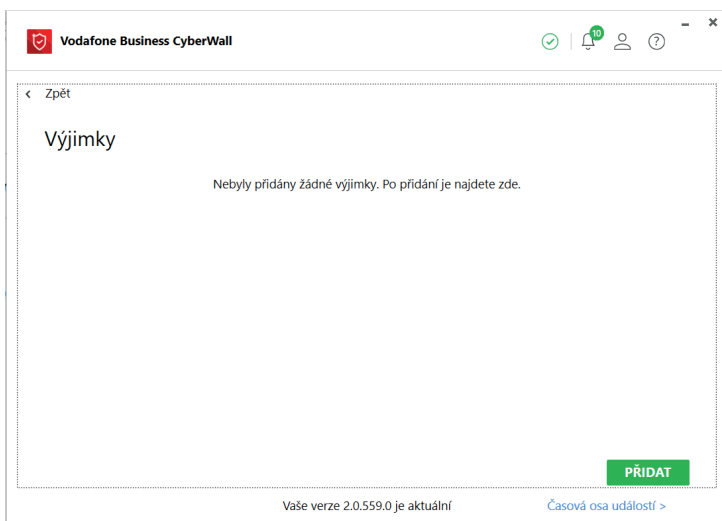 Vodafone Business CyberWall
10
Zpět
Výjimky
Nebyly přidány žádné výjimky. Po přidání je najdete zde.
PŘIDAT
Vaše verze 2.0.559.0 je aktuální
Časová osa událostí >